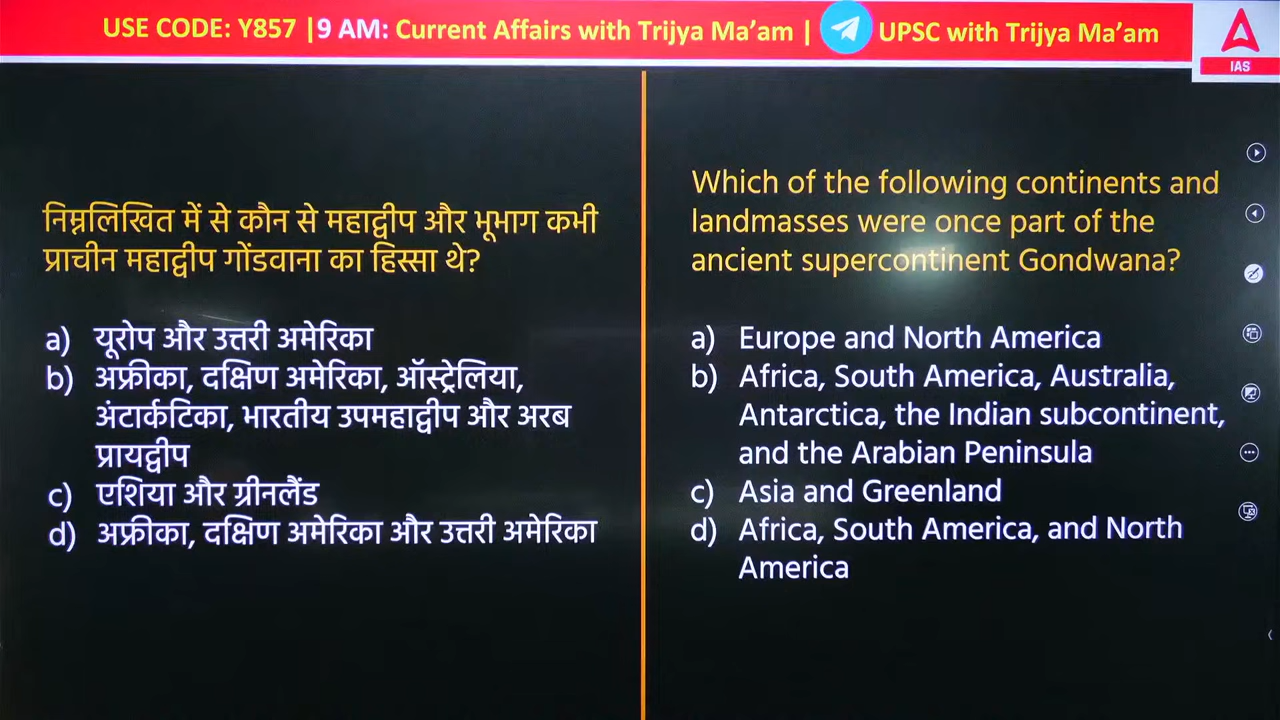 USE CODE: Y857 |9 AM: Current Affairs with Trijya Ma’am | UPSC with Trijya Ma’am
IAS
निम्नलिखित में से कौन से महाद्वीप और भूभाग कभी
प्राचीन महाद्वीप गोंडवाना का हिस्सा थे?
a) यूरोप और उत्तरी अमेरिका
b) अफ्रीका, दक्षिण अमेरिका, ऑस्ट्रेलिया,
अंटार्कटिका, भारतीय उपमहाद्वीप और अरब
प्रायद्वीप
c) एशिया और ग्रीनलैंड
d) अफ्रीका, दक्षिण अमेरिका और उत्तरी अमेरिका
Which of the following continents and
landmasses were once part of the
ancient supercontinent Gondwana?
a) Europe and North America
b) Africa, South America, Australia,
Antarctica, the Indian subcontinent,
and the Arabian Peninsula
c) Asia and Greenland
d) Africa, South America, and North
America